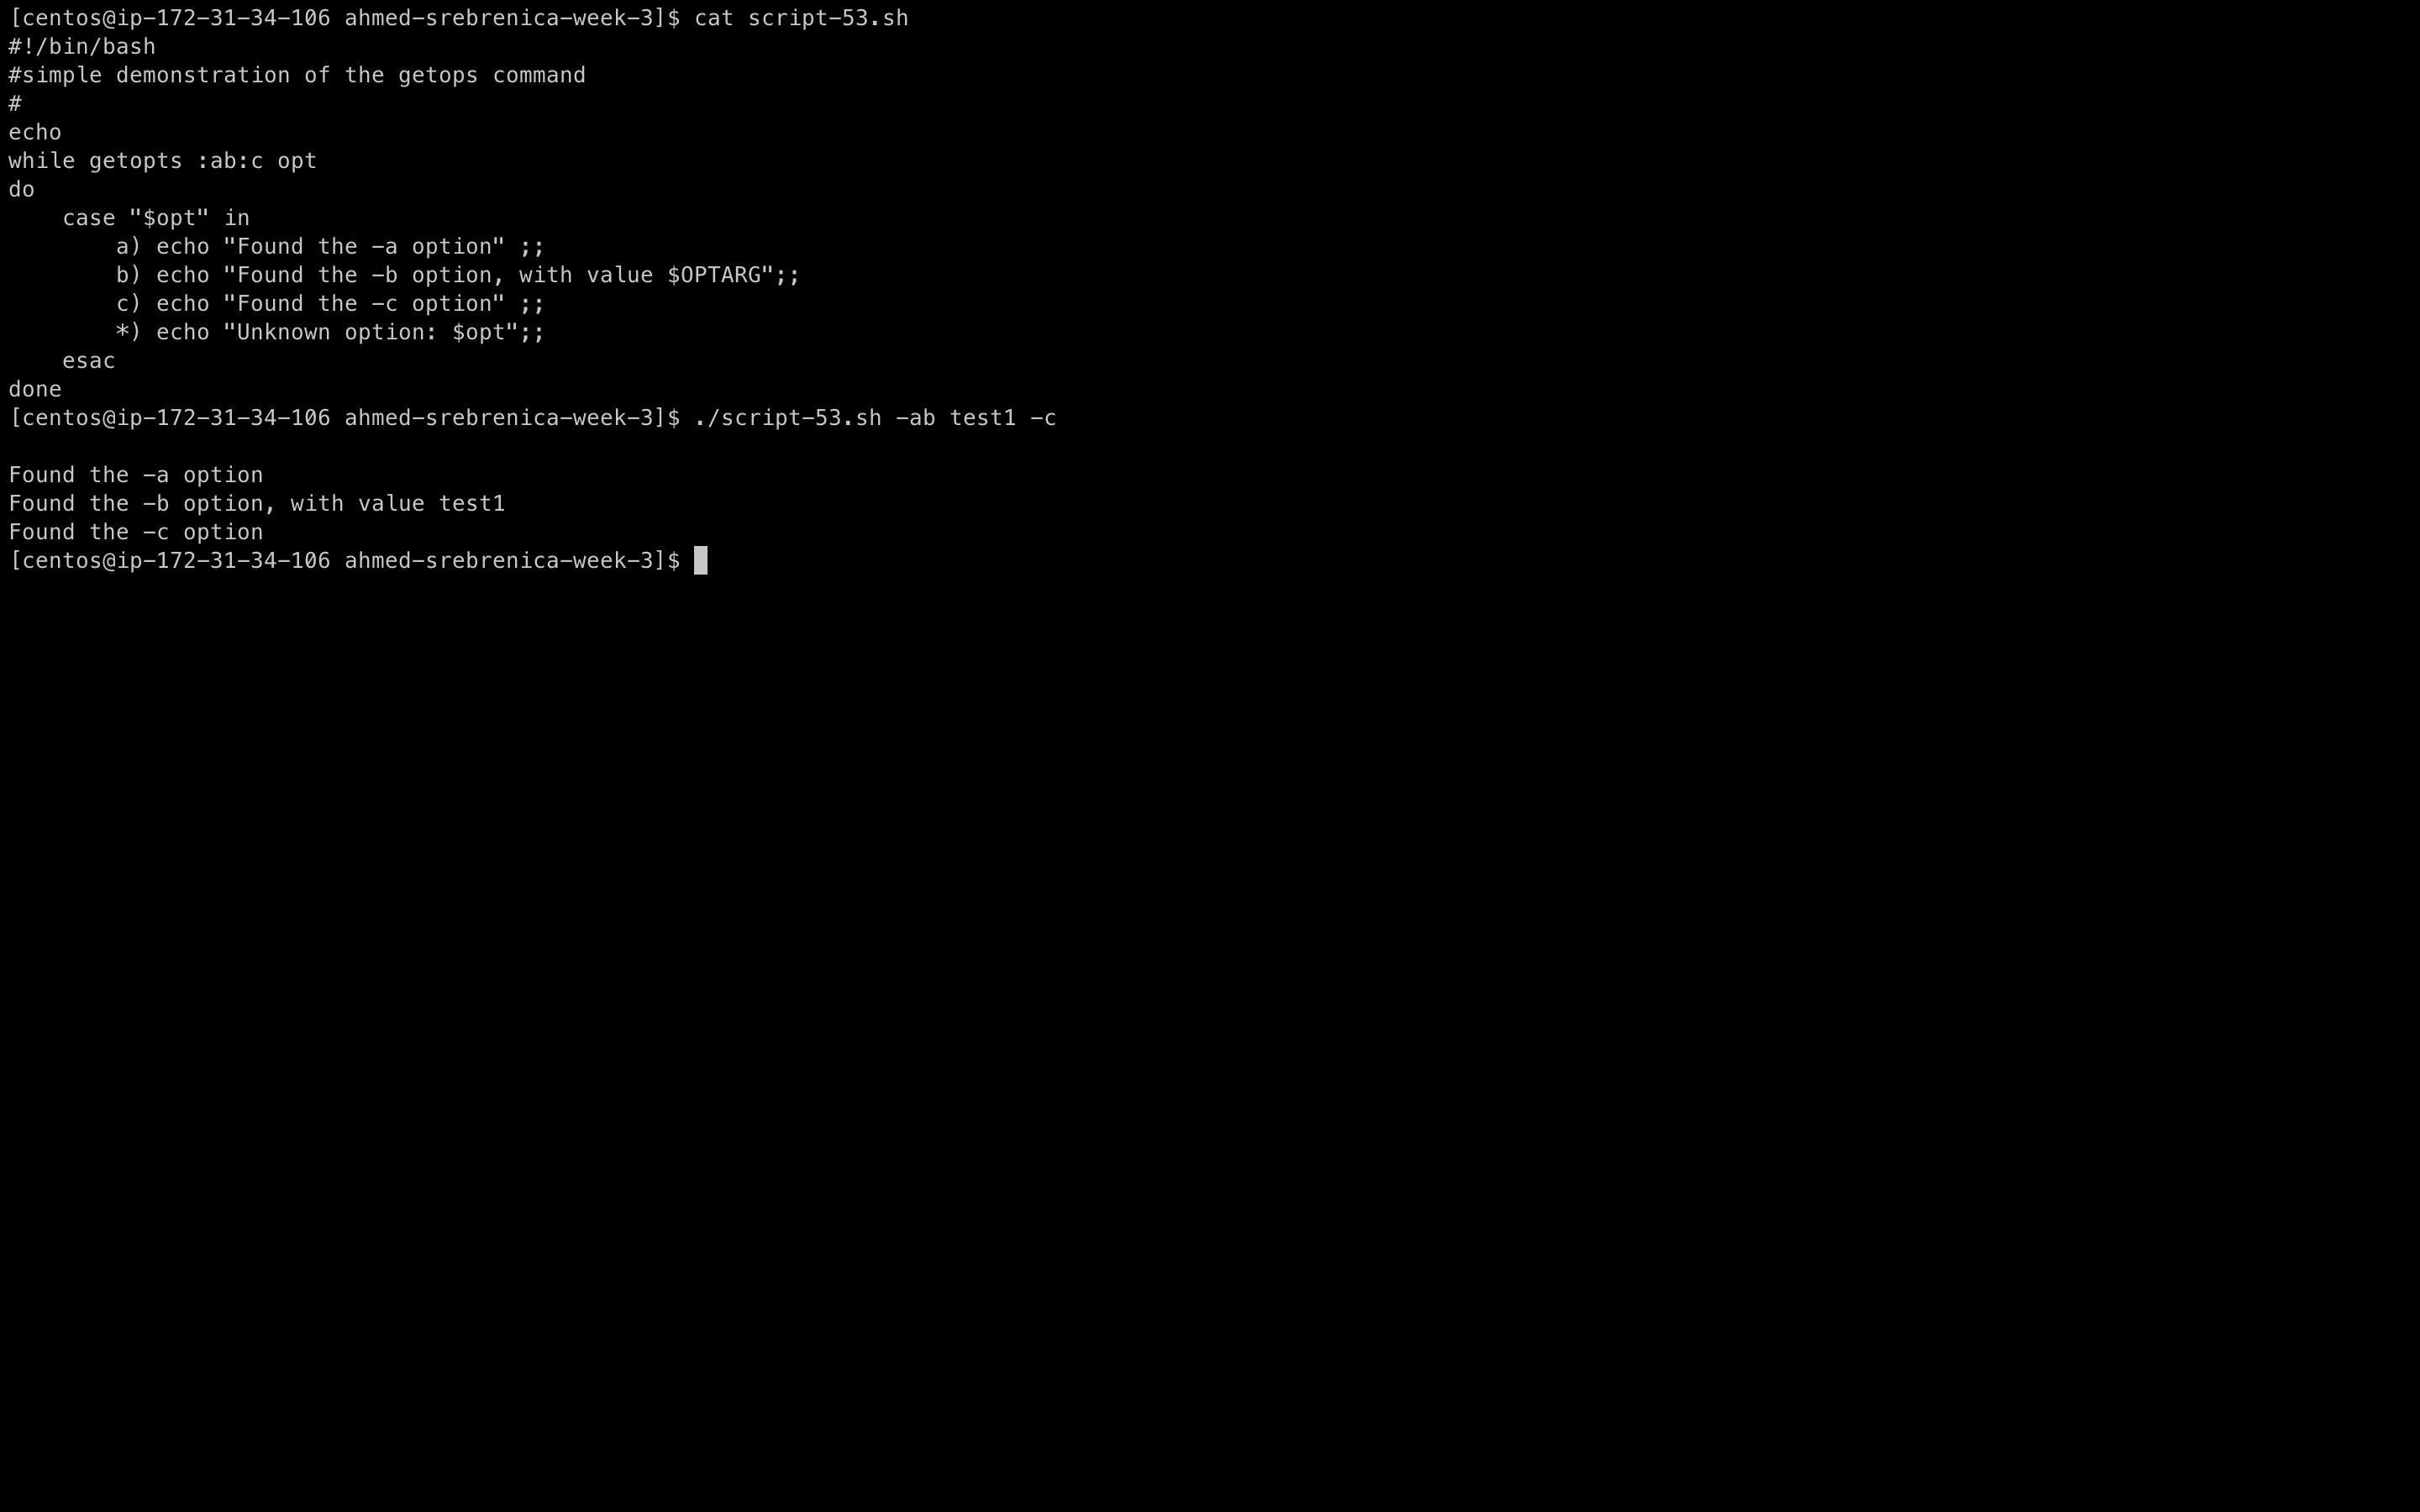 [centos@ip-172-31-34-106 ahmed-srebrenica-week-3]$ cat script-53.sh
#!/bin/bash
#simple demonstration of the getops command
#
echo
while getopts :ab:c opt
do
    case "$opt" in
        a) echo "Found the -a option" ;;
        b) echo "Found the -b option, with value $OPTARG";;
        c) echo "Found the -c option" ;;
        *) echo "Unknown option: $opt";;
    esac
done
[centos@ip-172-31-34-106 ahmed-srebrenica-week-3]$ ./script-53.sh -ab test1 -c

Found the -a option
Found the -b option, with value test1
Found the -c option
[centos@ip-172-31-34-106 ahmed-srebrenica-week-3]$